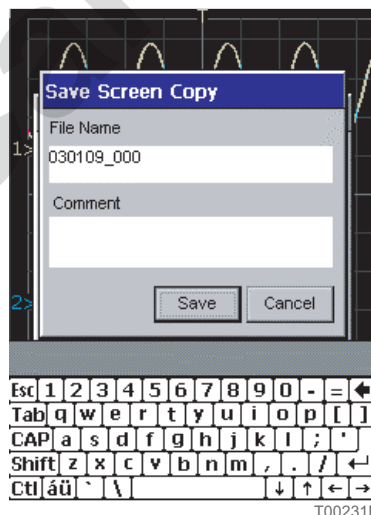 Save Screen Copy
File Name
1>
030109_000
Comment
2>
Save Cancel
Esc 1 2 3 4 5 6 7 8 9 0 - = ←
Tab q w e r t y u i o p [ ]
CAP a s d f g h j k l ; '
Shift z x c v b n m , . / ↵
Ctl áü ` \ ↓ ↑ ← →